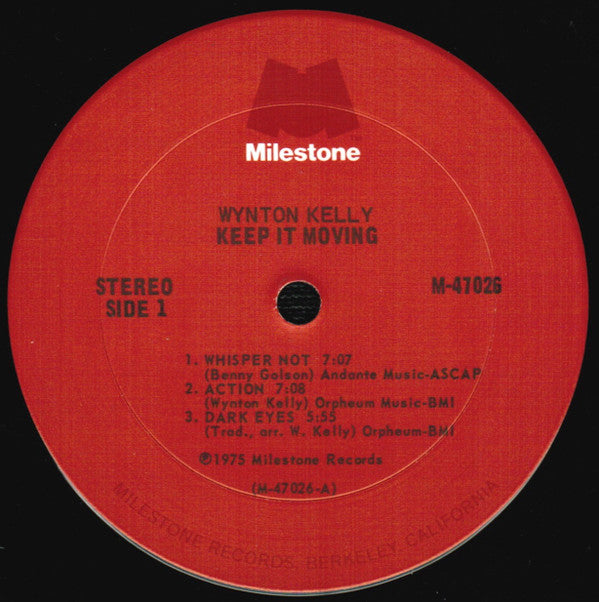 Milestone
WYNTON KELLY
KEEP IT MOVING
STEREO
SIDE 1
M-47026
1. WHISPER NOT 7:07
(Benny Golson) Andante Music-ASCAP
2. ACTION 7:08
(Wynton Kelly) Orpheum Music-BMI
3. DARK EYES 5:55
(Trad., arr. W. Kelly) Orpheum-BMI
℗1975 Milestone Records
(M-47026-A)
MILESTONE RECORDS, BERKELEY, CALIFORNIA